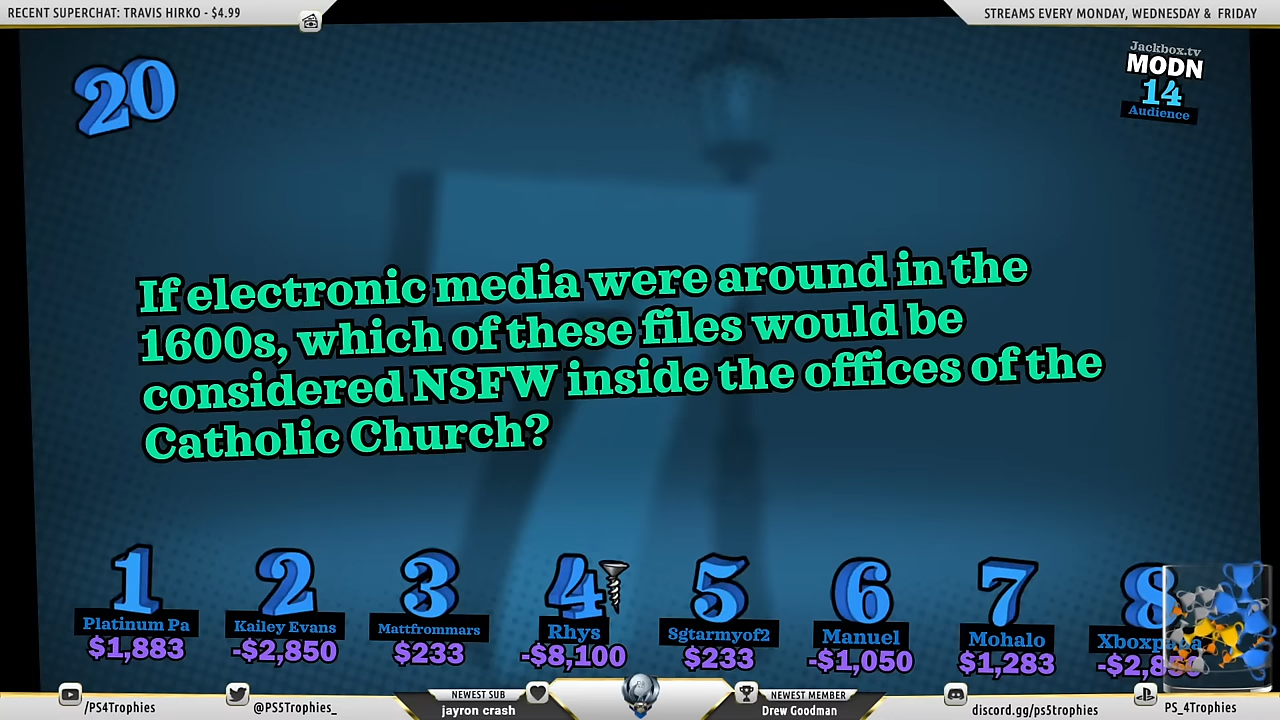 RECENT SUPERCHAT: TRAVIS HIRKO - $4.99
STREAMS EVERY MONDAY, WEDNESDAY & FRIDAY
20
Jackbox.tv
MODN
14
Audience
If electronic media were around in the
1600s, which of these files would be
considered NSFW inside the offices of the
Catholic Church?
1 2 3 4 5 6 7 8
Platinum Pa Kailey Evans Mattfrommars Rhys Sgtarmyof2 Manuel Mohalo
$1,883 -$2,850 $233 -$8,100 $233 -$1,050 $1,283
/PS4Trophies
@PS5Trophies_
NEWEST SUB
jayron crash
NEWEST MEMBER
Drew Goodman
discord.gg/ps5trophies
PS_4Trophies